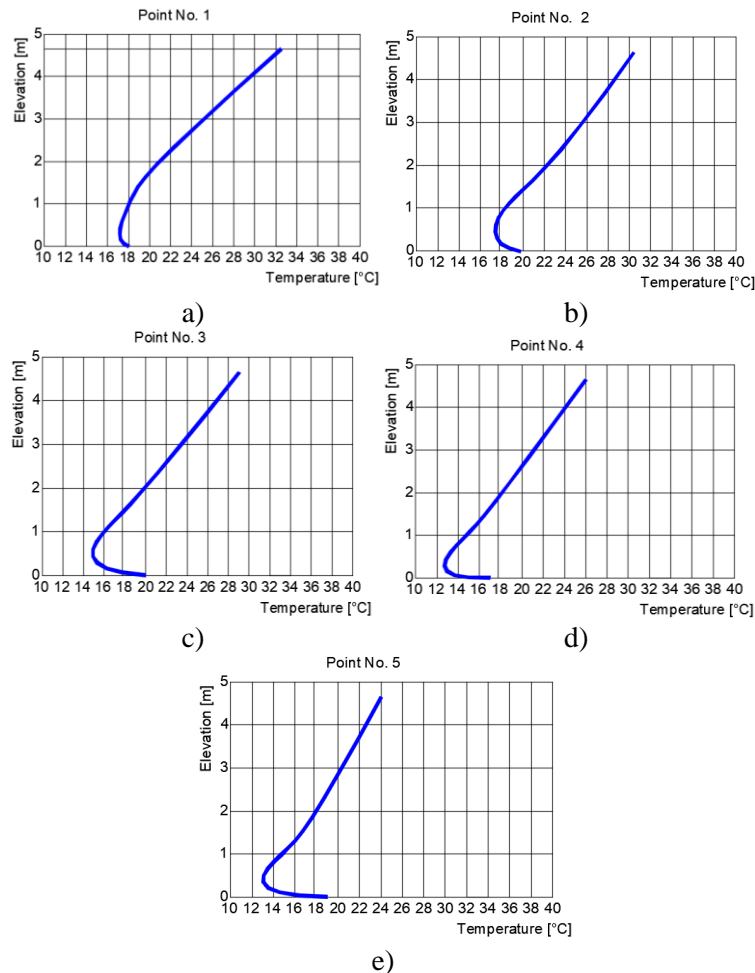 Point No. 1
Elevation [m]
5
4
3
2
1
0
10 12 14 16 18 20 22 24 26 28 30 32 34 36 38 40
Temperature [°C]
a)
Point No. 2
Elevation [m]
5
4
3
2
1
0
10 12 14 16 18 20 22 24 26 28 30 32 34 36 38 40
Temperature [°C]
b)
Point No. 3
Elevation [m]
5
4
3
2
1
0
10 12 14 16 18 20 22 24 26 28 30 32 34 36 38 40
Temperature [°C]
c)
Point No. 4
Elevation [m]
5
4
3
2
1
0
10 12 14 16 18 20 22 24 26 28 30 32 34 36 38 40
Temperature [°C]
d)
Point No. 5
Elevation [m]
5
4
3
2
1
0
10 12 14 16 18 20 22 24 26 28 30 32 34 36 38 40
Temperature [°C]
e)